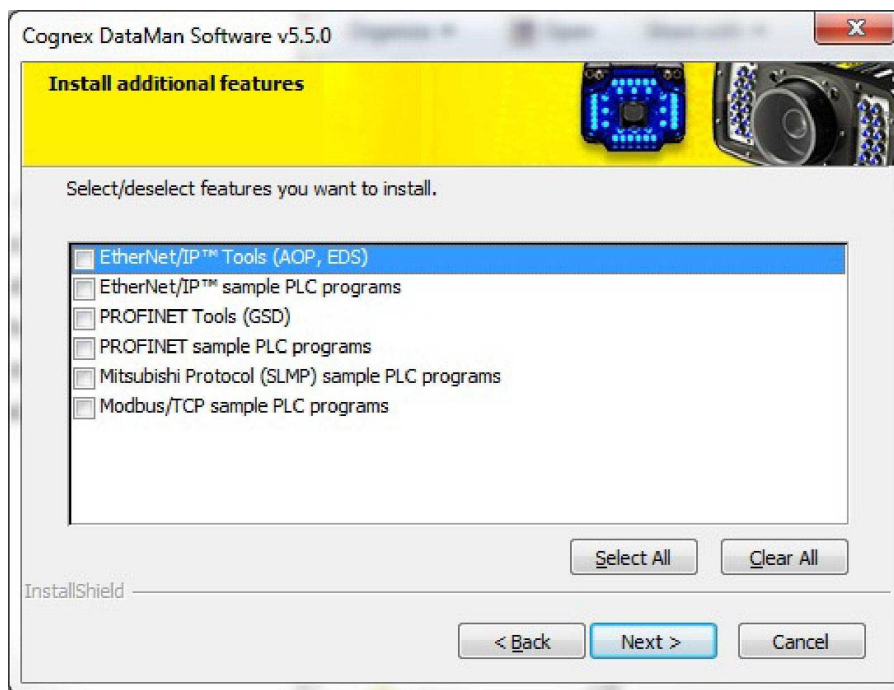 Cognex DataMan Software v5.5.0
Install additional features
Select/deselect features you want to install.
EtherNet/IP™ Tools (AOP, EDS)
EtherNet/IP™ sample PLC programs
PROFINET Tools (GSD)
PROFINET sample PLC programs
Mitsubishi Protocol (SLMP) sample PLC programs
Modbus/TCP sample PLC programs
Select All Clear All
InstallShield
< Back Next > Cancel